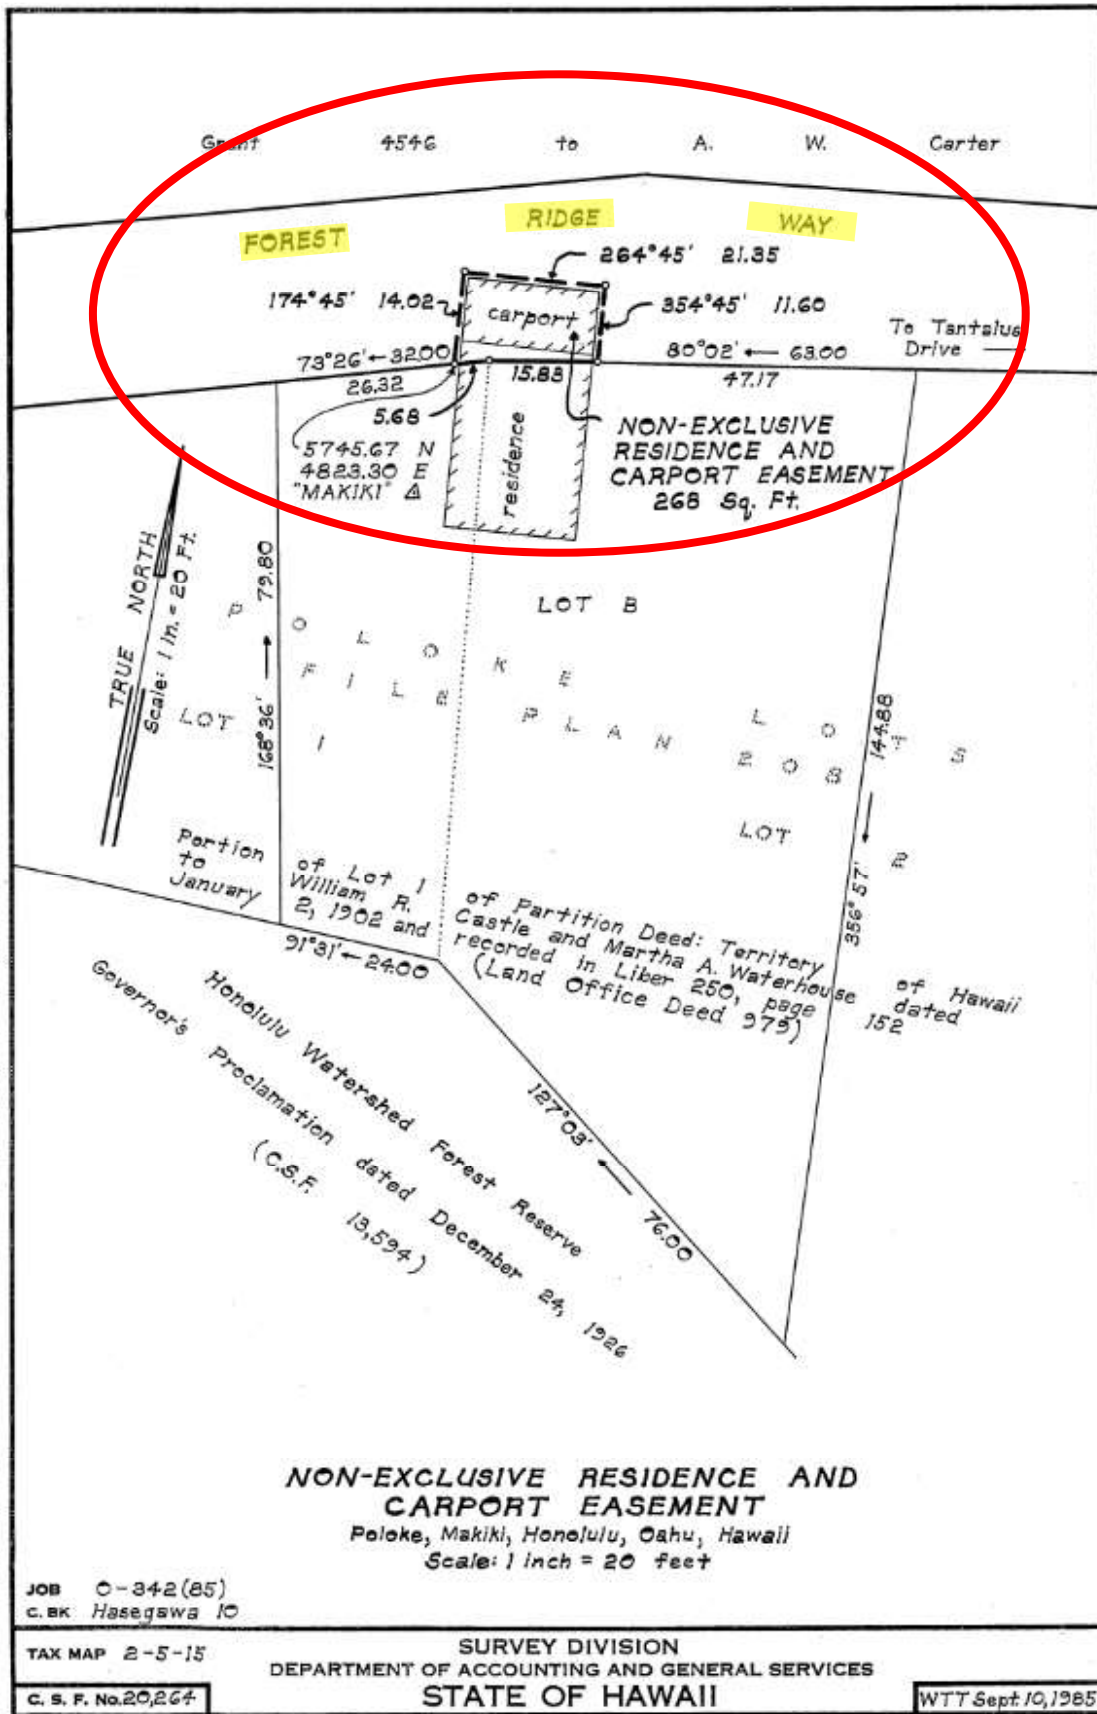 Grant 4546 to A. W. Carter
FOREST RIDGE WAY
264°45' 21.35
174°45' 14.02
carport
354°45' 11.60
To Tantalus
Drive
73°26' ← 32.00
80°02' ← 63.00
26.32
15.83
47.17
5.68
5745.67 N
4823.30 E
"MAKIKI" △
residence
NON-EXCLUSIVE
RESIDENCE AND
CARPORT EASEMENT
268 Sq. Ft.
TRUE NORTH
Scale: 1 In. = 20 Ft.
168°36' → 79.80
LOT B
POLOKE LOTS
FILE PLAN 208
LOT 1
LOT 2
144.88
356°57'
Portion of Lot 1 of Partition Deed: Territory of Hawaii
to William R. Castle and Martha A. Waterhouse dated
January 2, 1902 and recorded in Liber 250, page 152
(Land Office Deed 975)
91°31' ← 24.00
127°03' ← 76.00
Honolulu Watershed Forest Reserve
Governor's Proclamation dated December 24, 1926
(C.S.F. 13,594)
NON-EXCLUSIVE RESIDENCE AND
CARPORT EASEMENT
Poloke, Makiki, Honolulu, Oahu, Hawaii
Scale: 1 inch = 20 feet
JOB O-342(85)
C. BK Hasegawa 10
TAX MAP 2-5-15
SURVEY DIVISION
DEPARTMENT OF ACCOUNTING AND GENERAL SERVICES
STATE OF HAWAII
C. S. F. No. 20,264
WTT Sept. 10, 1985